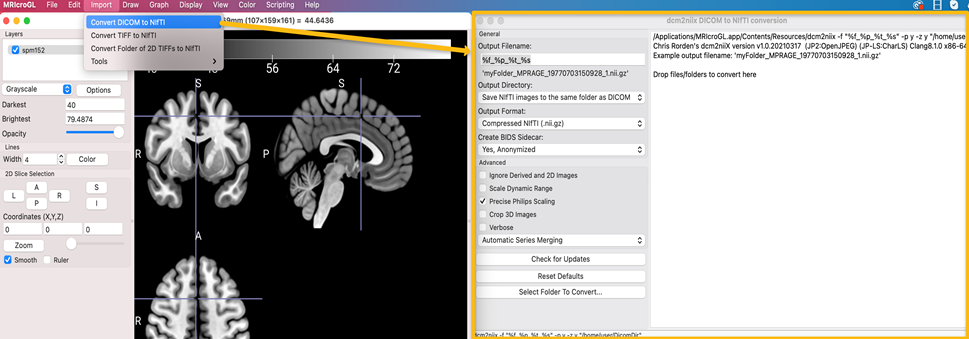 MRIcroGL File Edit Import Draw Graph Display View Color Scripting Help
Convert DICOM to NIfTI
Convert TIFF to NIfTI
Convert Folder of 2D TIFFs to NIfTI
Tools
39mm (107×159×161) = 44.6436
Layers
spm152
Grayscale
Options
Darkest
40
Brightest
79.4874
Opacity
Lines
Width 4
Color
2D Slice Selection
A
S
L
R
P
I
Coordinates (X,Y,Z)
0
0
0
Zoom
Smooth
Ruler
56 64 72
S
S
R
P
A
R
dcm2niix DICOM to NIfTI conversion
General
Output Filename:
%f_%p_%t_%s
'myFolder_MPRAGE_19770703150928_1.nii.gz'
Output Directory:
Save NIfTI images to the same folder as DICOM
Output Format:
Compressed NIfTI (.nii.gz)
Create BIDS Sidecar:
Yes, Anonymized
Advanced
Ignore Derived and 2D Images
Scale Dynamic Range
Precise Philips Scaling
Crop 3D Images
Verbose
Automatic Series Merging
Check for Updates
Reset Defaults
Select Folder To Convert...
/Applications/MRIcroGL.app/Contents/Resources/dcm2niix -f "%f_%p_%t_%s" -p y -z y "/home/use
Chris Rorden's dcm2niiX version v1.0.20210317 (JP2:OpenJPEG) (JP-LS:CharLS) Clang8.1.0 x86-64
Example output filename: 'myFolder_MPRAGE_19770703150928_1.nii.gz'
Drop files/folders to convert here
dcm2niix -f "%f_%p_%t_%s" -p y -z y "/home/user/DicomDir"